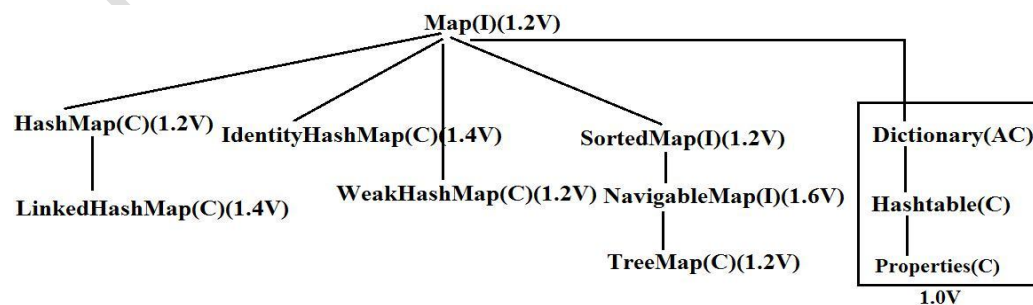 Map(I)(1.2V)
HashMap(C)(1.2V)
IdentityHashMap(C)(1.4V)
SortedMap(I)(1.2V)
Dictionary(AC)
LinkedHashMap(C)(1.4V)
WeakHashMap(C)(1.2V)
NavigableMap(I)(1.6V)
Hashtable(C)
TreeMap(C)(1.2V)
Properties(C)
1.0V